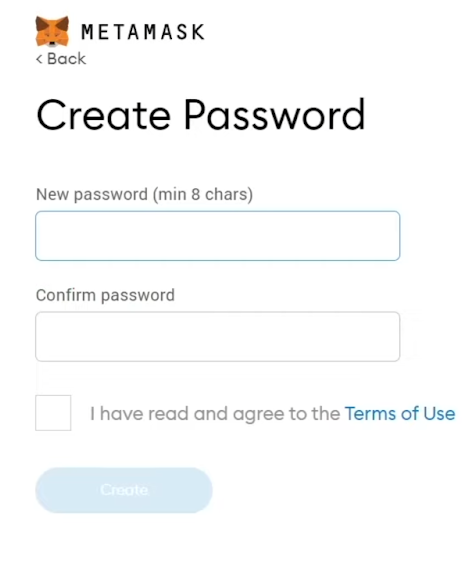 METAMASK
< Back
Create Password
New password (min 8 chars)
Confirm password
I have read and agree to the Terms of Use
Create